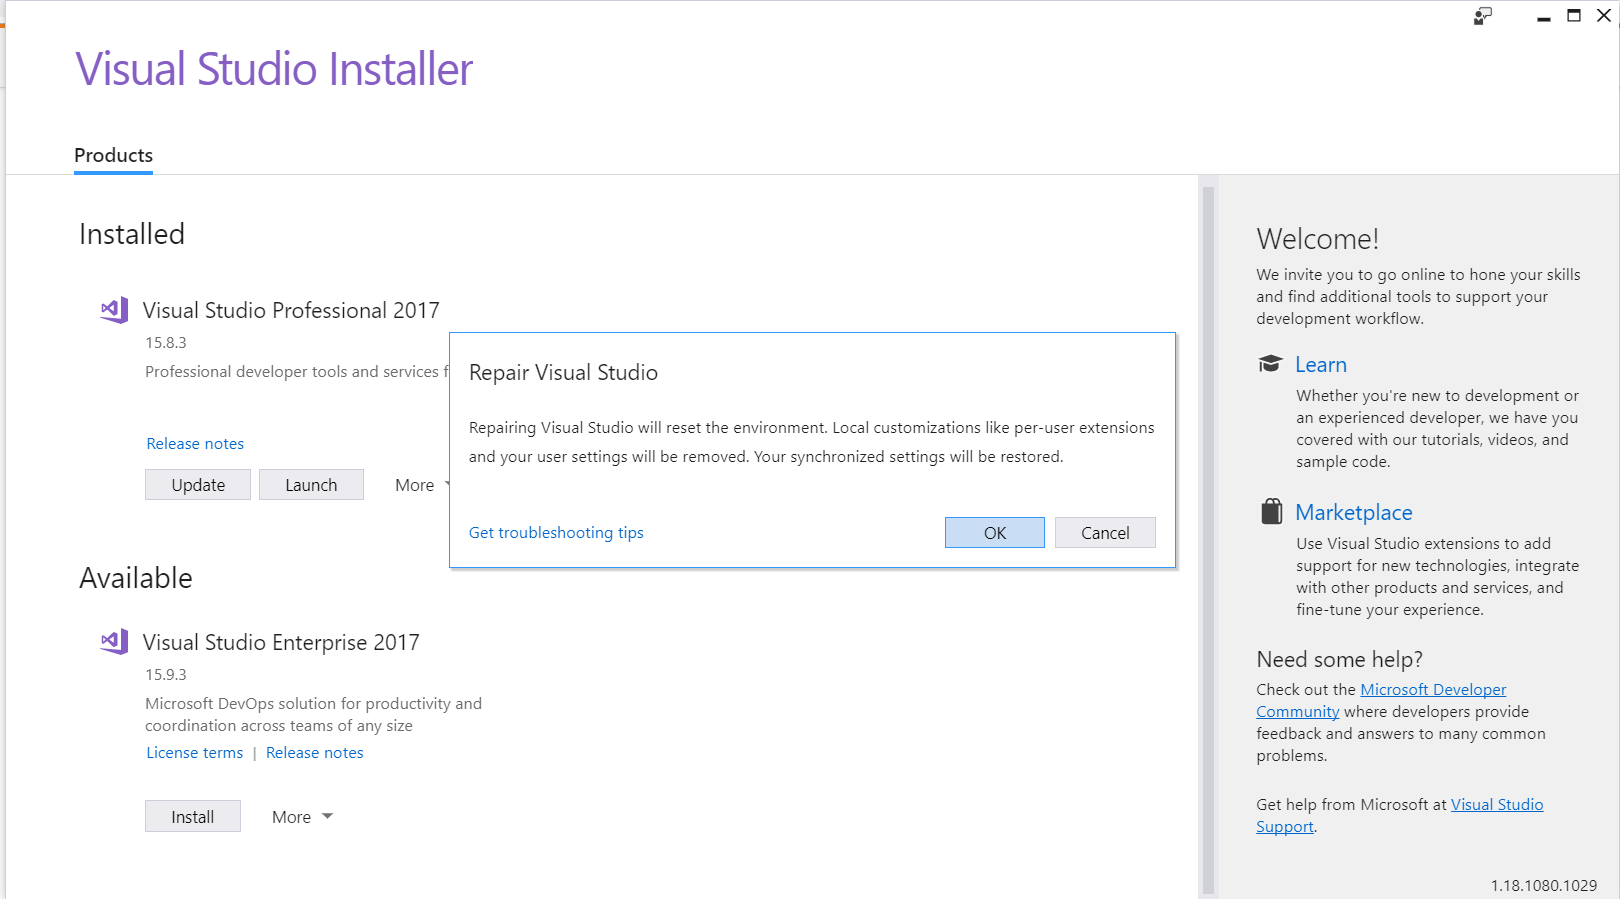 Visual Studio Installer
Products
Installed
Visual Studio Professional 2017
15.8.3
Professional developer tools and services f
Release notes
Update
Launch
More
Repair Visual Studio
Repairing Visual Studio will reset the environment. Local customizations like per-user extensions
and your user settings will be removed. Your synchronized settings will be restored.
Get troubleshooting tips
OK
Cancel
Available
Visual Studio Enterprise 2017
15.9.3
Microsoft DevOps solution for productivity and
coordination across teams of any size
License terms | Release notes
Install
More
Welcome!
We invite you to go online to hone your skills
and find additional tools to support your
development workflow.
Learn
Whether you're new to development or
an experienced developer, we have you
covered with our tutorials, videos, and
sample code.
Marketplace
Use Visual Studio extensions to add
support for new technologies, integrate
with other products and services, and
fine-tune your experience.
Need some help?
Check out the Microsoft Developer
Community where developers provide
feedback and answers to many common
problems.
Get help from Microsoft at Visual Studio
Support.
1.18.1080.1029